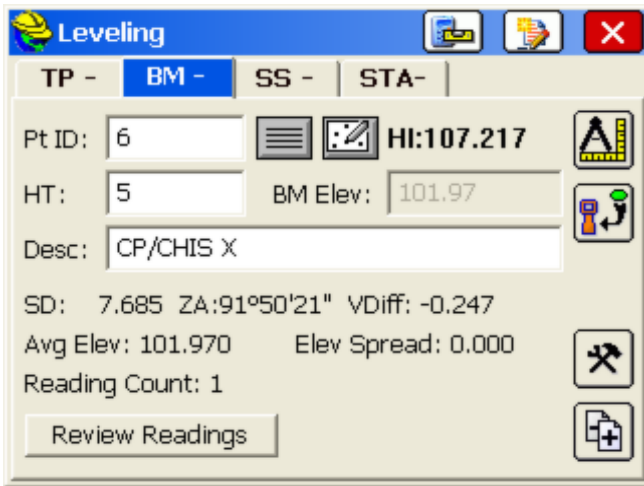 Leveling
TP - BM - SS - STA-
Pt ID: 6 HI:107.217
HT: 5 BM Elev: 101.97
Desc: CP/CHIS X
SD: 7.685 ZA:91º50'21" VDiff: -0.247
Avg Elev: 101.970 Elev Spread: 0.000
Reading Count: 1
Review Readings